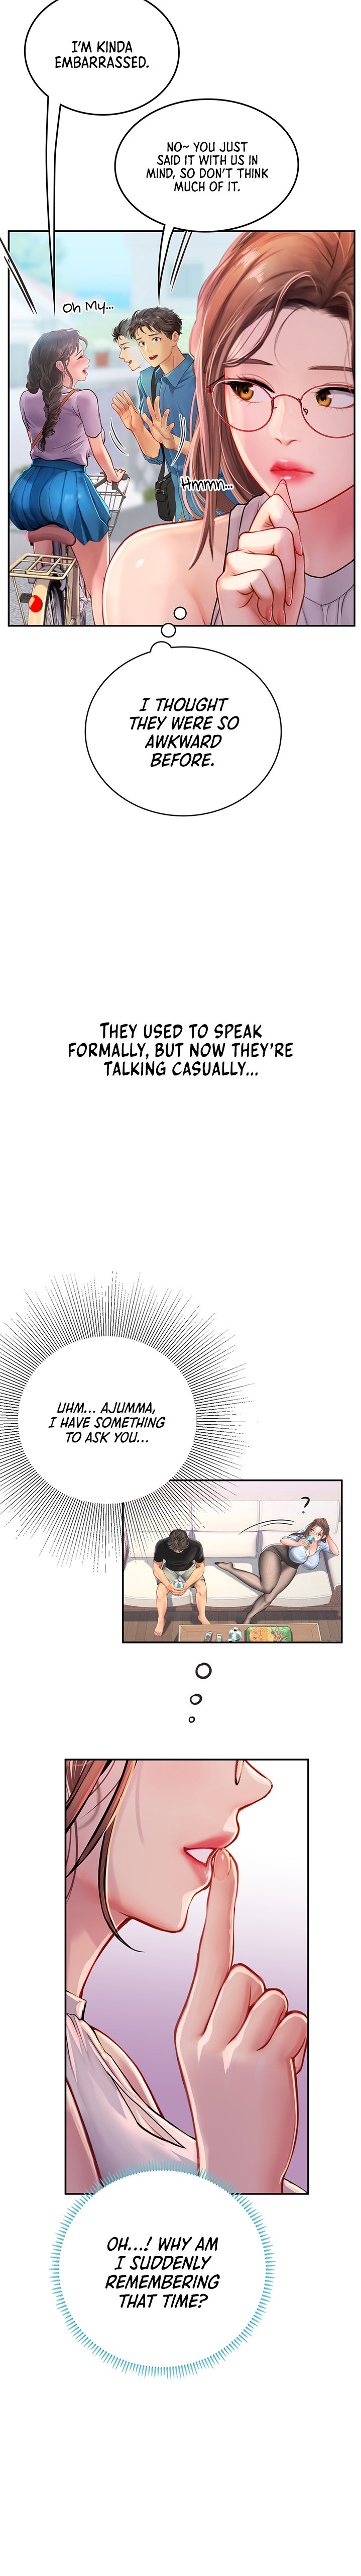 I'M KINDA
EMBARRASSED.
NO~ YOU JUST
SAID IT WITH US IN
MIND, SO DON'T THINK
MUCH OF IT.
Oh My...
Hmmn...
I THOUGHT
THEY WERE SO
AWKWARD
BEFORE.
THEY USED TO SPEAK
FORMALLY, BUT NOW THEY'RE
TALKING CASUALLY...
UHM... AJUMMA,
I HAVE SOMETHING
TO ASK YOU...
?
OH...! WHY AM
I SUDDENLY
REMEMBERING
THAT TIME?